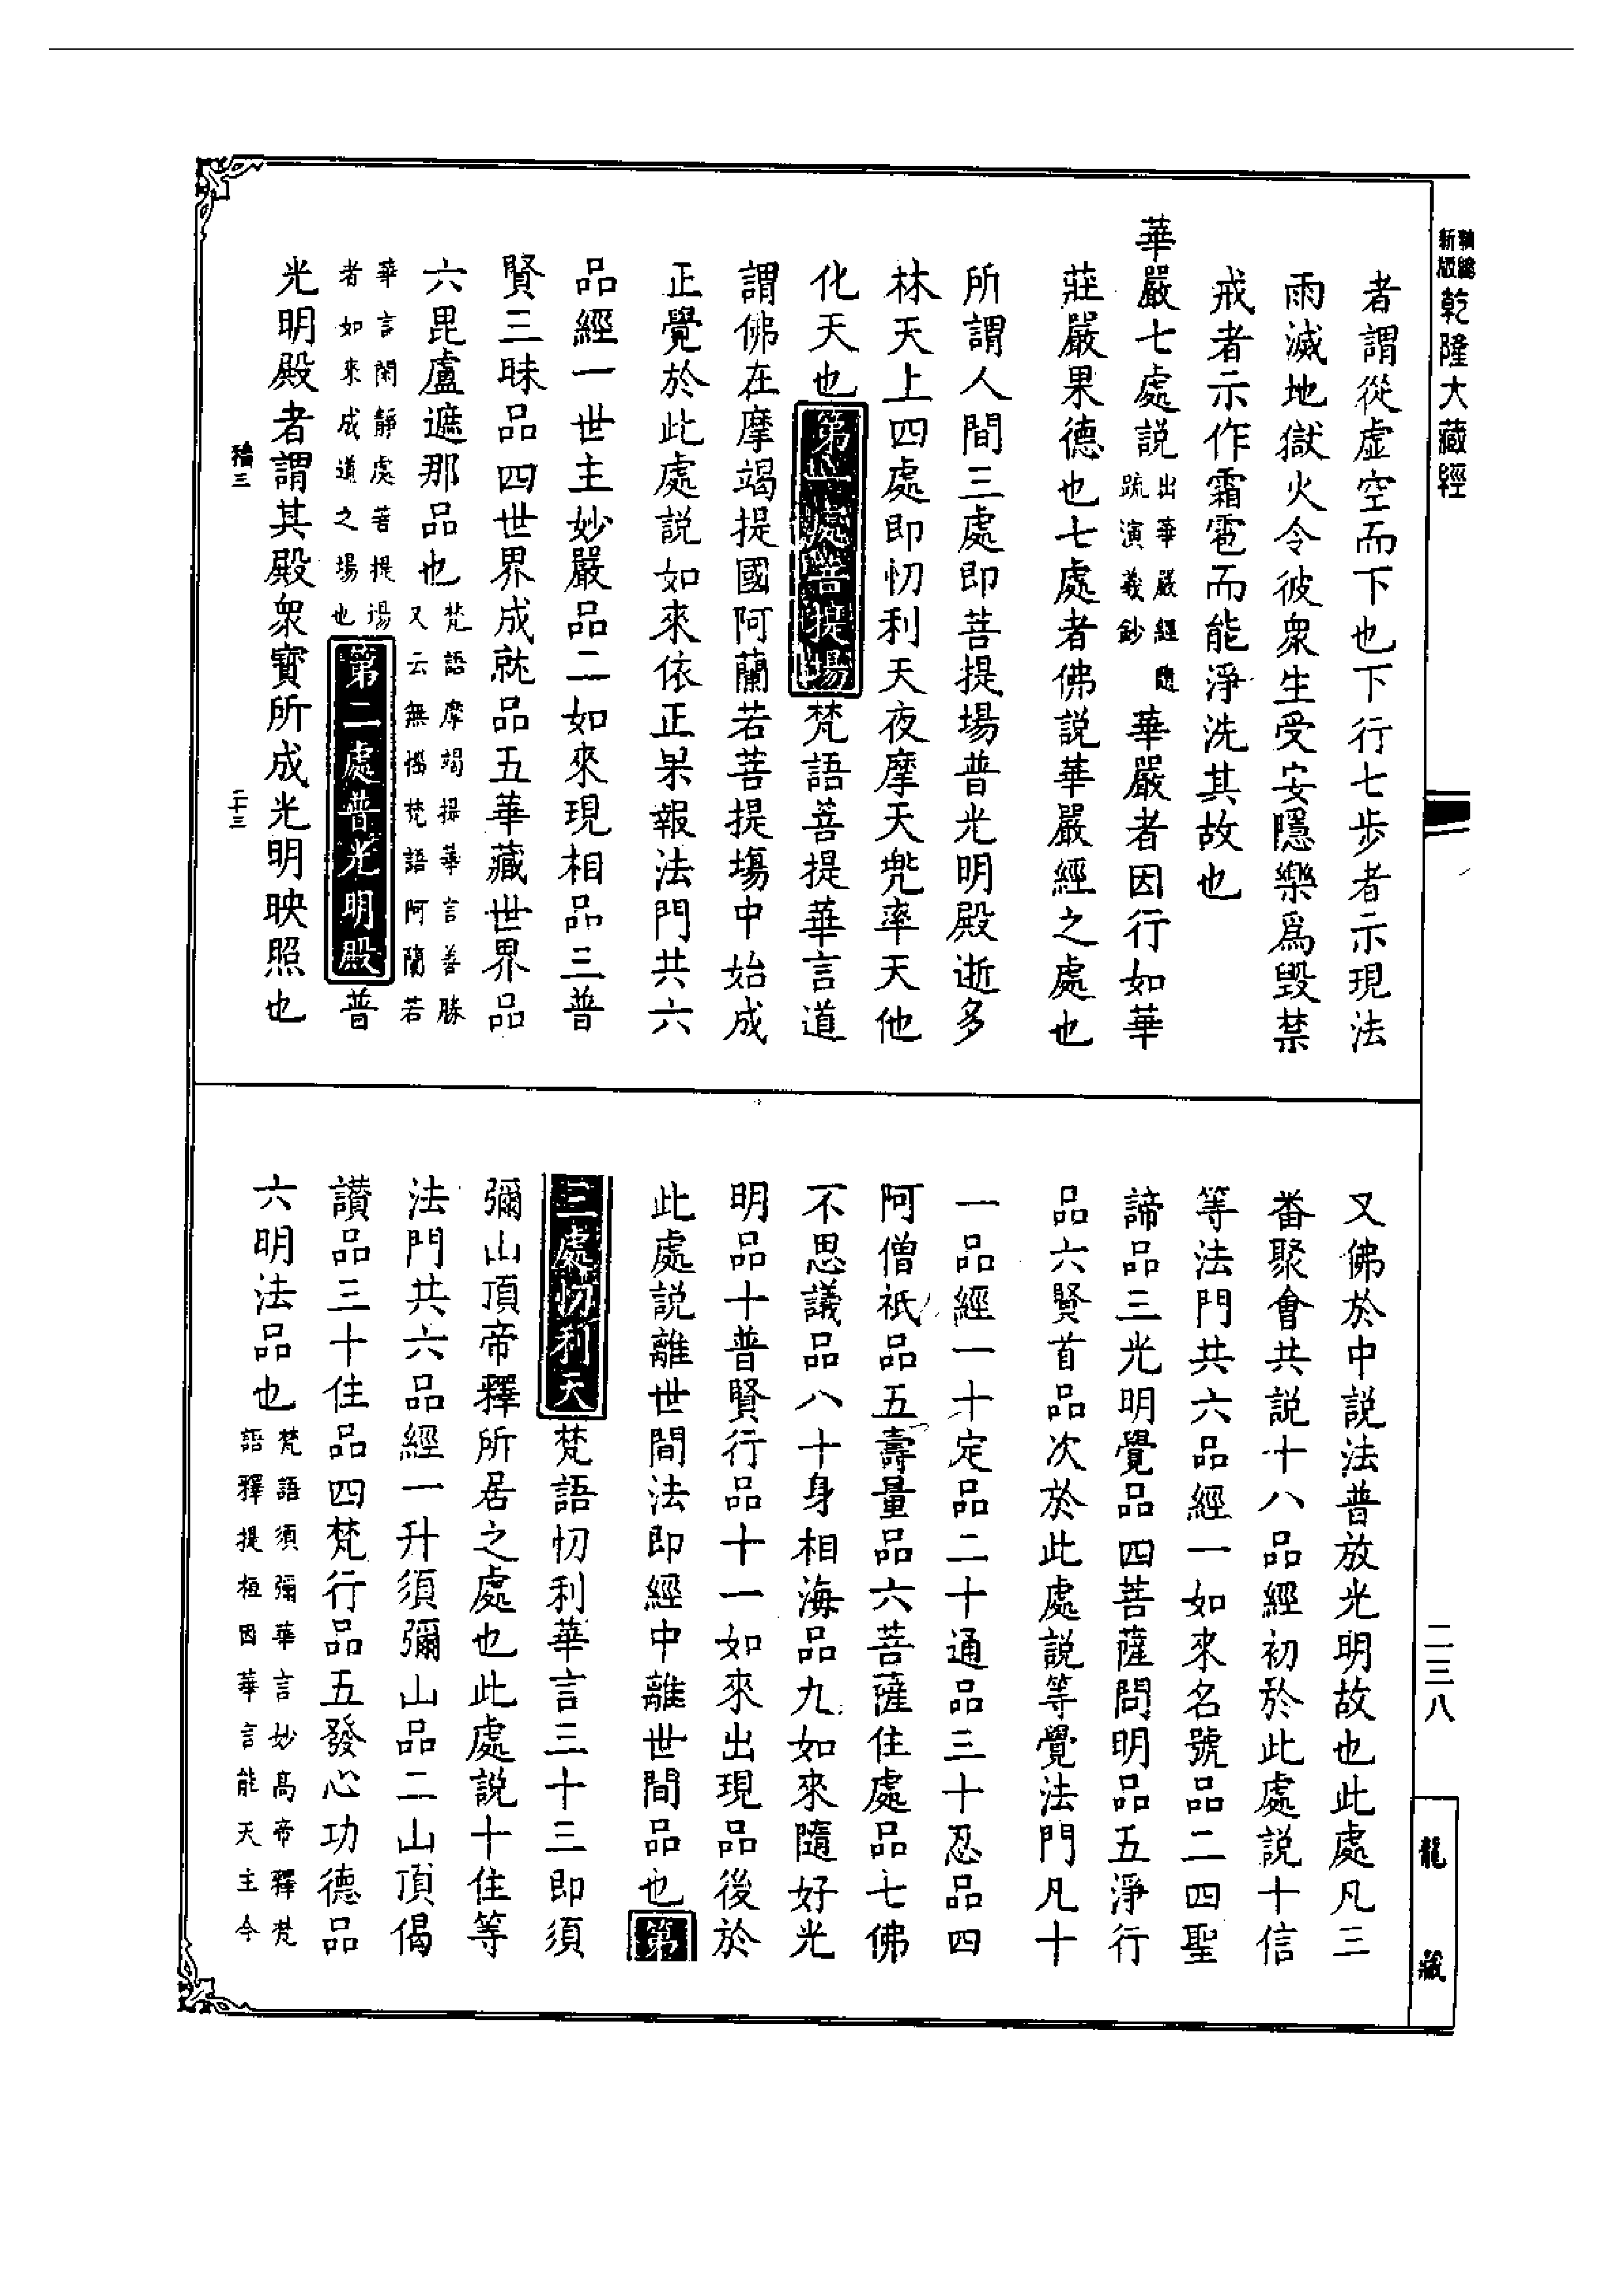 新編縮版乾隆大藏經
者謂從虛空而下也下行七步者示現法
雨滅地獄火令彼衆生受安隱樂爲毀禁
戒者示作霜雹而能淨洗其故也
華嚴七處説出華嚴經隨疏演義鈔華嚴者因行如華
莊嚴果德也七處者佛説華嚴經之處也
所謂人間三處即菩提場普光明殿逝多
林天上四處即忉利天夜摩天兜率天他
化天也第一處菩提場梵語菩提華言道
謂佛在摩竭提國阿蘭若菩提場中始成
正覺於此處説如來依正果報法門共六
品經一世主妙嚴品二如來現相品三普
賢三昧品四世界成就品五華藏世界品
六毘盧遮那品也梵語摩竭提華言善勝又云無惱梵語阿蘭若
華言閑靜處菩提場者如來成道之場也第二處普光明殿普
光明殿者謂其殿衆寶所成光明映照也
稽三
二十三
又佛於中説法普放光明故也此處凡三
番聚會共説十八品經初於此處説十信
等法門共六品經一如來名號品二四聖
諦品三光明覺品四菩薩問明品五淨行
品六賢首品次於此處説等覺法門凡十
一品經一十定品二十通品三十忍品四
阿僧祇品五壽量品六菩薩住處品七佛
不思議品八十身相海品九如來隨好光
明品十普賢行品十一如來出現品後於
此處説離世間法即經中離世間品也第
三處忉利天梵語忉利華言三十三即須
彌山頂帝釋所居之處也此處説十住等
法門共六品經一升須彌山品二山頂偈
讚品三十住品四梵行品五發心功德品
六明法品也梵語須彌華言妙高帝釋梵語釋提桓因華言能天主今
二三八
龍藏